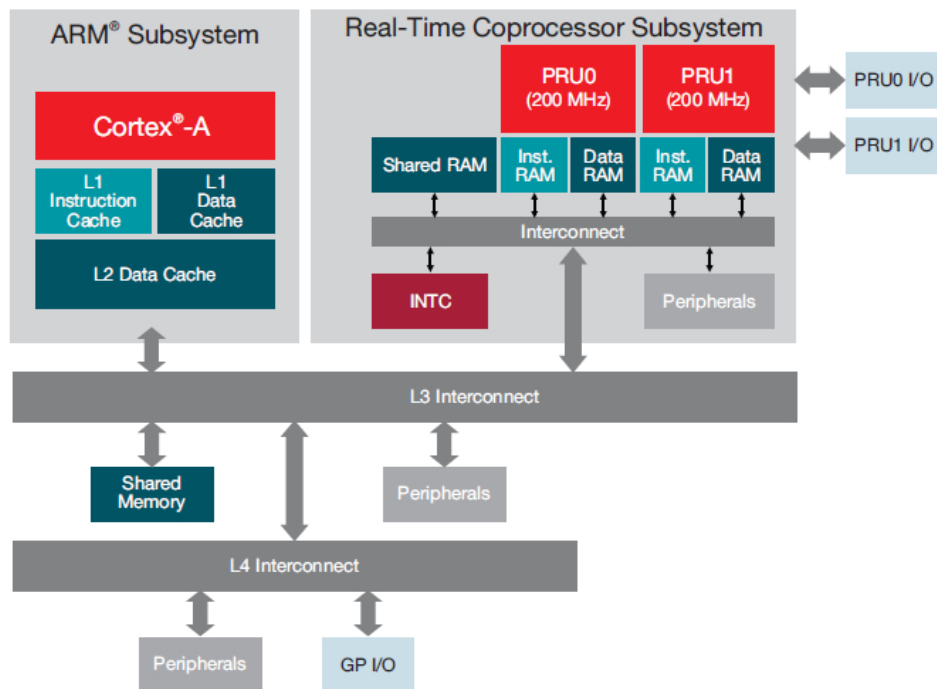 ARM® Subsystem
Real-Time Coprocessor Subsystem
Cortex®-A
L1
Instruction
Cache
L1
Data
Cache
L2 Data Cache
PRU0
(200 MHz)
PRU1
(200 MHz)
PRU0 I/O
PRU1 I/O
Shared RAM
Inst.
RAM
Data
RAM
Inst.
RAM
Data
RAM
Interconnect
INTC
Peripherals
L3 Interconnect
Shared
Memory
Peripherals
L4 Interconnect
Peripherals
GP I/O